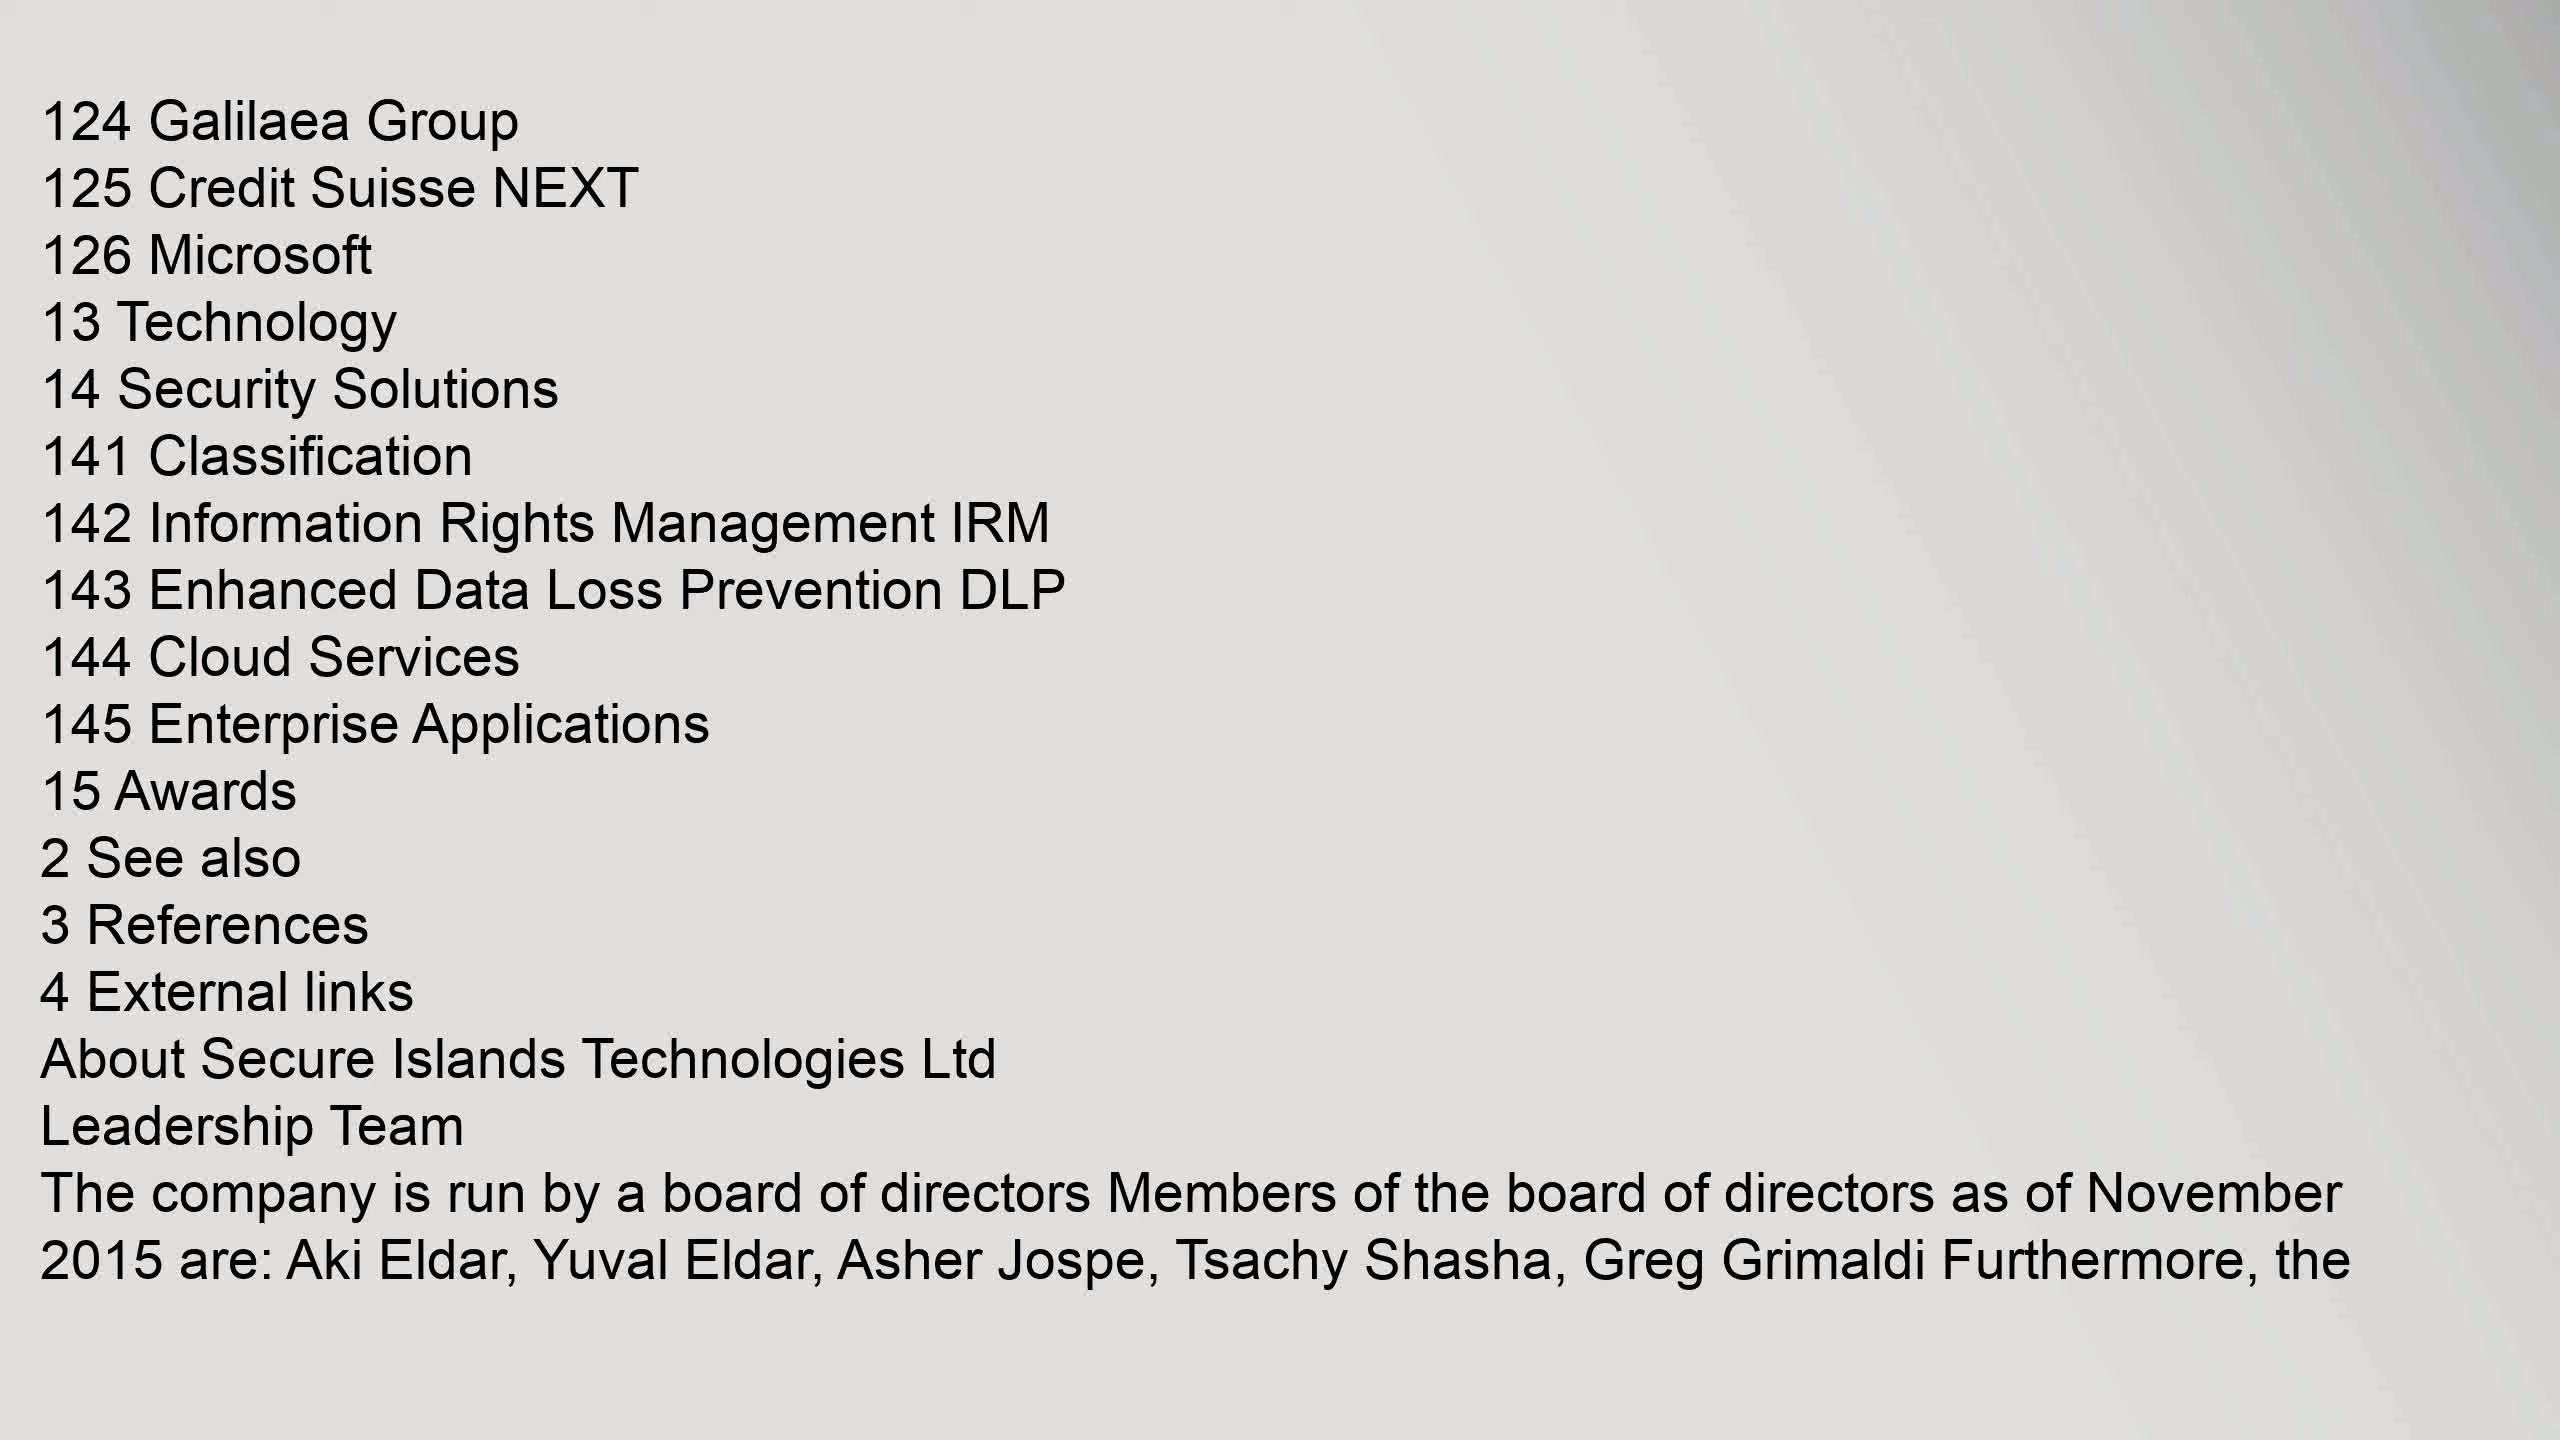 124 Galilaea Group
125 Credit Suisse NEXT
126 Microsoft
13 Technology
14 Security Solutions
141 Classification
142 Information Rights Management IRM
143 Enhanced Data Loss Prevention DLP
144 Cloud Services
145 Enterprise Applications
15 Awards
2 See also
3 References
4 External links
About Secure Islands Technologies Ltd
Leadership Team
The company is run by a board of directors Members of the board of directors as of November
2015 are: Aki Eldar, Yuval Eldar, Asher Jospe, Tsachy Shasha, Greg Grimaldi Furthermore, the